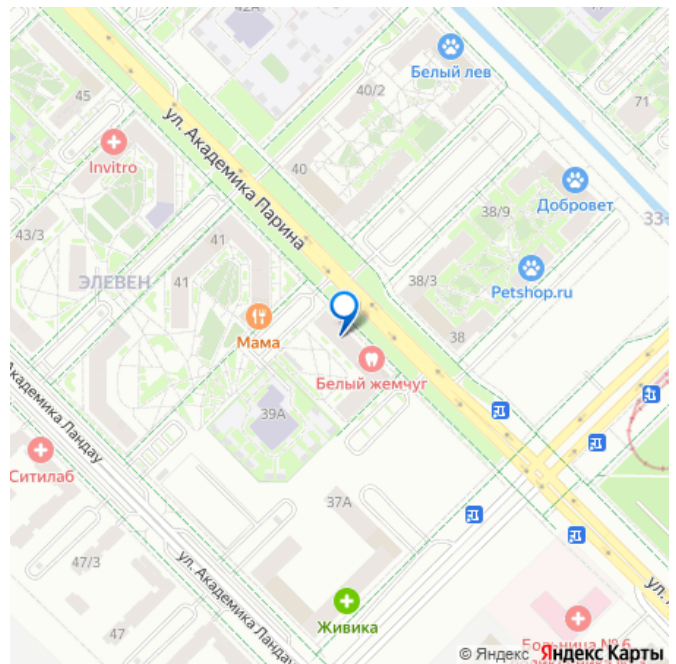 42А
Белый лев
45
40/2
71
ул. Академика Парина
Invitro
40
Добровет
38/9
43/3
41
ЭЛЕВЕН
41
38/3
Petshop.ru
38
Мама
Белый жемчуг
39А
Академика Ландау
Ситилаб
37А
47/3
ул. Академика Ландау
47
Живика
ул.
Больница № 6
© Яндекс Яндекс Карты